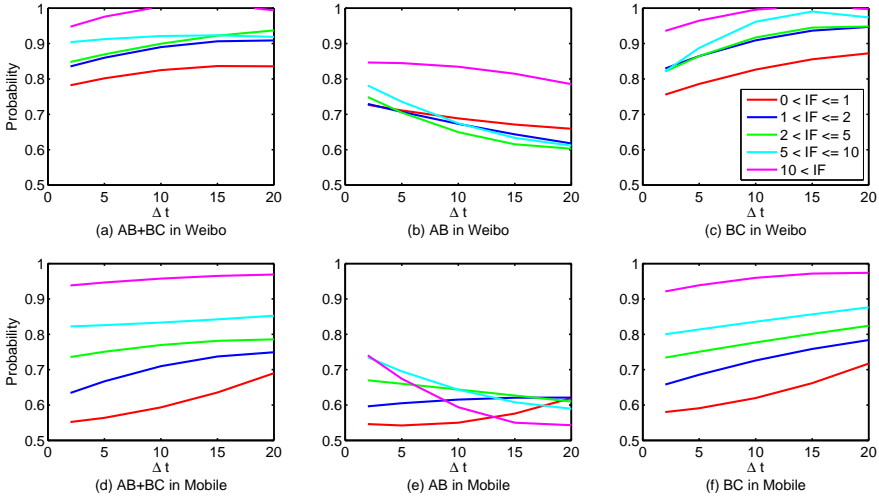 Probability
1
0.9
0.8
0.7
0.6
0.5
0 5 10 15 20
Δ t
(a) AB+BC in Weibo
1
0.9
0.8
0.7
0.6
0.5
0 5 10 15 20
Δ t
(b) AB in Weibo
1
0.9
0.8
0.7
0.6
0.5
0 5 10 15 20
Δ t
(c) BC in Weibo
0 < IF <= 1
1 < IF <= 2
2 < IF <= 5
5 < IF <= 10
10 < IF
Probability
1
0.9
0.8
0.7
0.6
0.5
0 5 10 15 20
Δ t
(d) AB+BC in Mobile
1
0.9
0.8
0.7
0.6
0.5
0 5 10 15 20
Δ t
(e) AB in Mobile
1
0.9
0.8
0.7
0.6
0.5
0 5 10 15 20
Δ t
(f) BC in Mobile